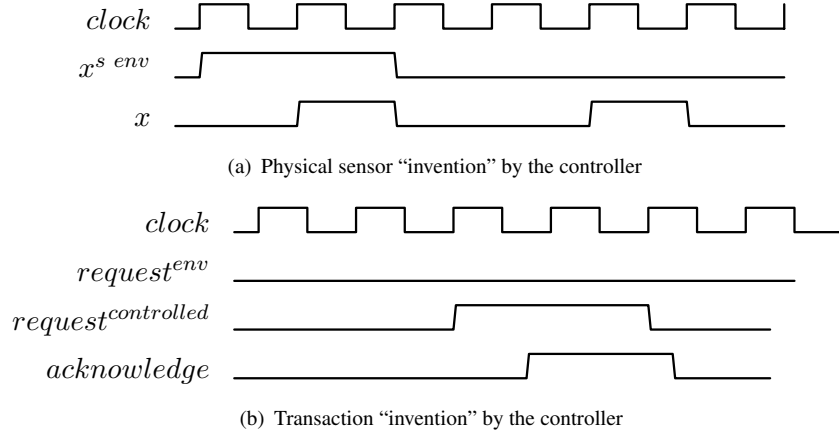 clock
x^{s env}
x
(a) Physical sensor “invention” by the controller
clock
request^{env}
request^{controlled}
acknowledge
(b) Transaction “invention” by the controller